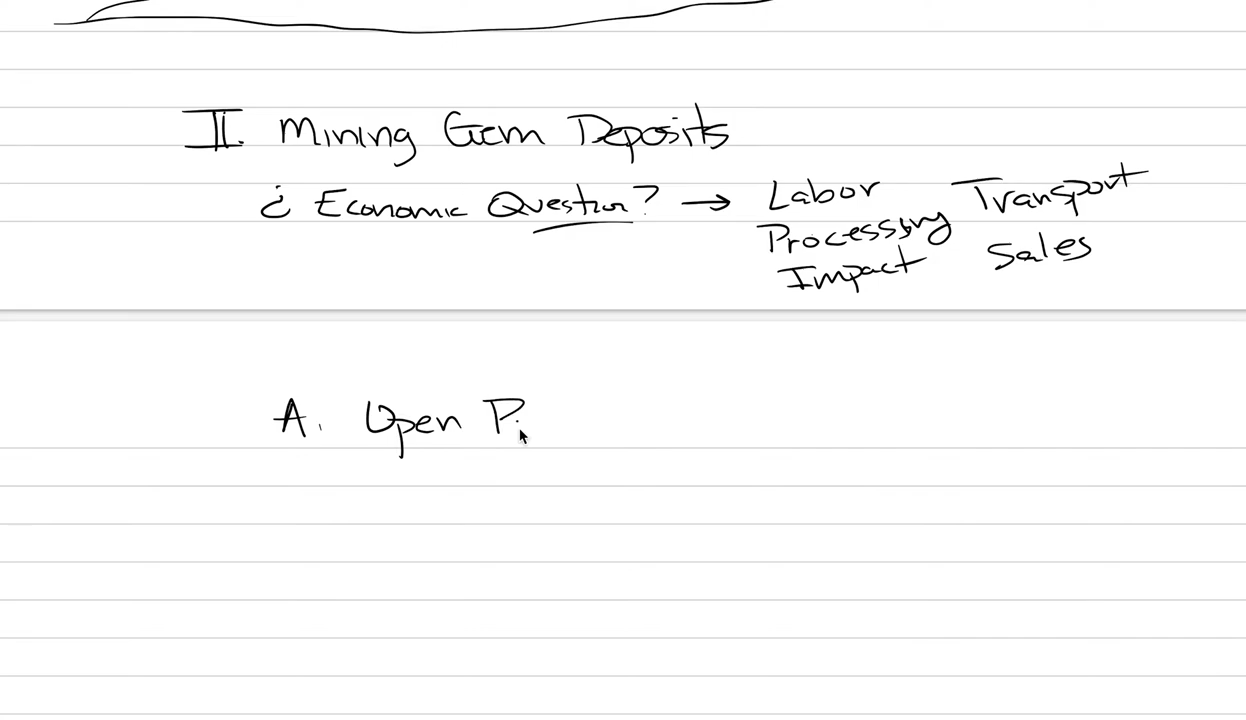 II. Mining Gem Deposits
¿ Economic Question? → Labor Transport
Processing Sales
Impact
A. Open P